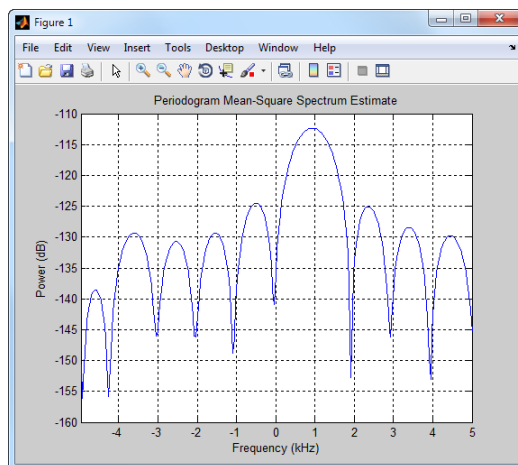 Figure 1
File Edit View Insert Tools Desktop Window Help
Periodogram Mean-Square Spectrum Estimate
-110
-115
-120
-125
-130
-135
-140
-145
-150
-155
-160
Power (dB)
-4 -3 -2 -1 0 1 2 3 4 5
Frequency (kHz)